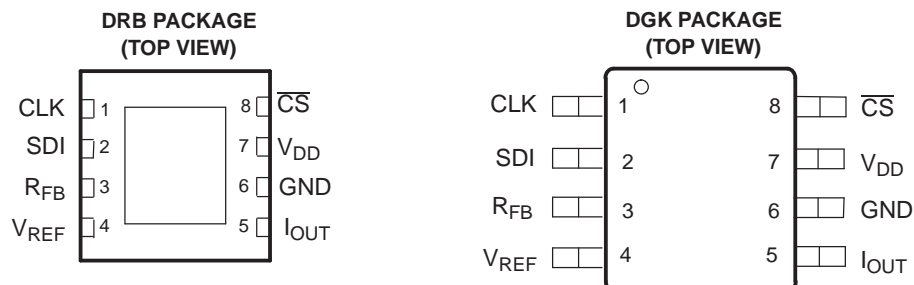 DRB PACKAGE
(TOP VIEW)
CLK 1 8 C̅S̅
SDI 2 7 VDD
RFB 3 6 GND
VREF 4 5 IOUT
DGK PACKAGE
(TOP VIEW)
CLK 1 8 C̅S̅
SDI 2 7 VDD
RFB 3 6 GND
VREF 4 5 IOUT